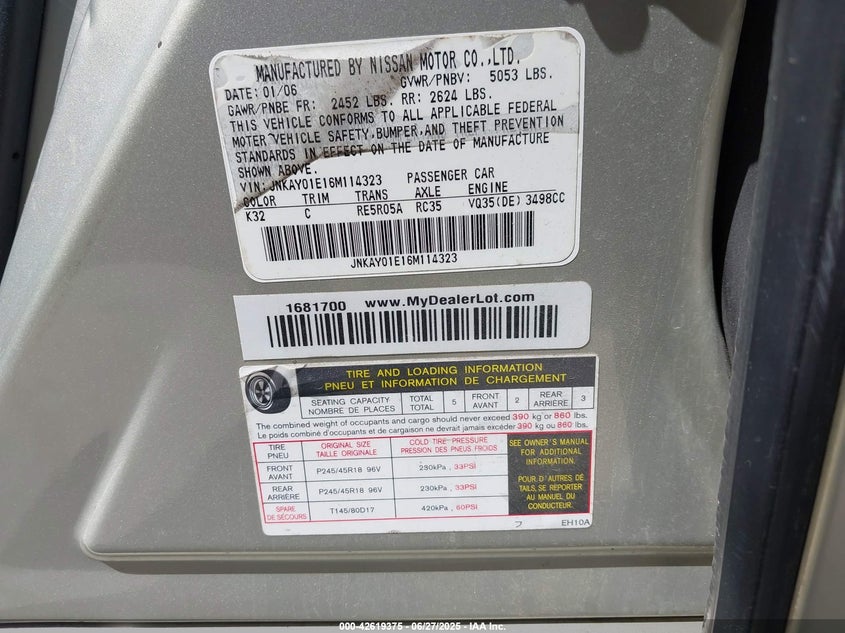 MANUFACTURED BY NISSAN MOTOR CO.,LTD.
DATE: 01/06 GVWR/PNBV: 5053 LBS.
GAWR/PNBE FR: 2452 LBS. RR: 2624 LBS.
THIS VEHICLE CONFORMS TO ALL APPLICABLE FEDERAL
MOTOR VEHICLE SAFETY,BUMPER,AND THEFT PREVENTION
STANDARDS IN EFFECT ON THE DATE OF MANUFACTURE
SHOWN ABOVE.
VIN: JNKAY01E16M114323 PASSENGER CAR
COLOR TRIM TRANS AXLE ENGINE
K32 C RE5R05A RC35 VQ35(DE) 3498CC
JNKAY01E16M114323
1681700 www.MyDealerLot.com
TIRE AND LOADING INFORMATION
PNEU ET INFORMATION DE CHARGEMENT
SEATING CAPACITY TOTAL 5 FRONT 2 REAR 3
NOMBRE DE PLACES TOTAL AVANT ARRIÈRE
The combined weight of occupants and cargo should never exceed 390 kg or 860 lbs.
Le poids combiné d'occupants et de cargaison ne devrait jamais excéder 390 kg ou 860 lbs.
TIRE ORIGINAL SIZE COLD TIRE PRESSURE
PNEU TAILLE ORIGINALE PRESSION DES PNEUS FROIDS
FRONT P245/45R18 96V 230kPa , 33PSI
AVANT
REAR P245/45R18 96V 230kPa , 33PSI
ARRIÈRE
SPARE T145/80D17 420kPa , 60PSI
DE SECOURS
SEE OWNER'S MANUAL
FOR ADDITIONAL
INFORMATION.
POUR D'AUTRES DE
TAILS, SE REPORTER
AU MANUEL DU
CONDUCTEUR.
7 EH10A
000-42619375 - 06/27/2025 - IAA Inc.